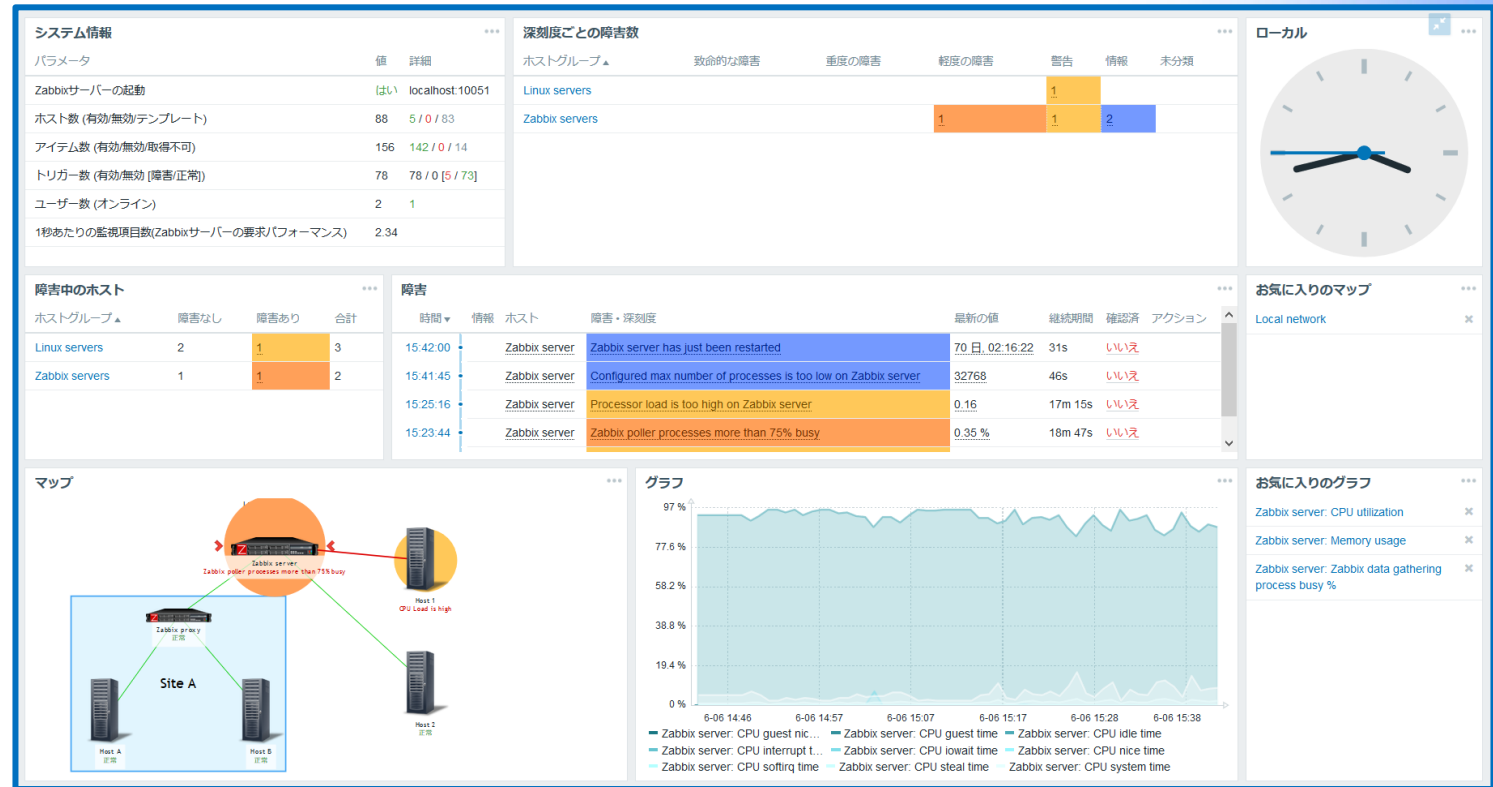 システム情報
パラメータ 値 詳細
Zabbixサーバーの起動 はい localhost:10051
ホスト数 (有効/無効/テンプレート) 88 5 / 0 / 83
アイテム数 (有効/無効/取得不可) 156 142 / 0 / 14
トリガー数 (有効/無効 [障害/正常]) 78 78 / 0 [5 / 73]
ユーザー数 (オンライン) 2 1
1秒あたりの監視項目数(Zabbixサーバーの要求パフォーマンス) 2.34
深刻度ごとの障害数
ホストグループ 致命的な障害 重度の障害 軽度の障害 警告 情報 未分類
Linux servers 1
Zabbix servers 1 1 2
ローカル
障害中のホスト
ホストグループ 障害なし 障害あり 合計
Linux servers 2 1 3
Zabbix servers 1 1 2
障害
時間 情報 ホスト 障害・深刻度 最新の値 継続期間 確認済 アクション
15:42:00 Zabbix server Zabbix server has just been restarted 70 日, 02:16:22 31s いいえ
15:41:45 Zabbix server Configured max number of processes is too low on Zabbix server 32768 46s いいえ
15:25:16 Zabbix server Processor load is too high on Zabbix server 0.16 17m 15s いいえ
15:23:44 Zabbix server Zabbix poller processes more than 75% busy 0.35 % 18m 47s いいえ
お気に入りのマップ
Local network
マップ
Zabbix server
Zabbix poller processes more than 75% busy
Host 1
CPU Load is high
Zabbix proxy
正常
Site A
Host A
正常
Host B
正常
Host 2
正常
グラフ
97 %
77.6 %
58.2 %
38.8 %
19.4 %
0 %
6-06 14:46 6-06 14:57 6-06 15:07 6-06 15:17 6-06 15:28 6-06 15:38
Zabbix server: CPU guest nic... Zabbix server: CPU guest time Zabbix server: CPU idle time
Zabbix server: CPU interrupt t... Zabbix server: CPU iowait time Zabbix server: CPU nice time
Zabbix server: CPU softirq time Zabbix server: CPU steal time Zabbix server: CPU system time
お気に入りのグラフ
Zabbix server: CPU utilization
Zabbix server: Memory usage
Zabbix server: Zabbix data gathering
process busy %